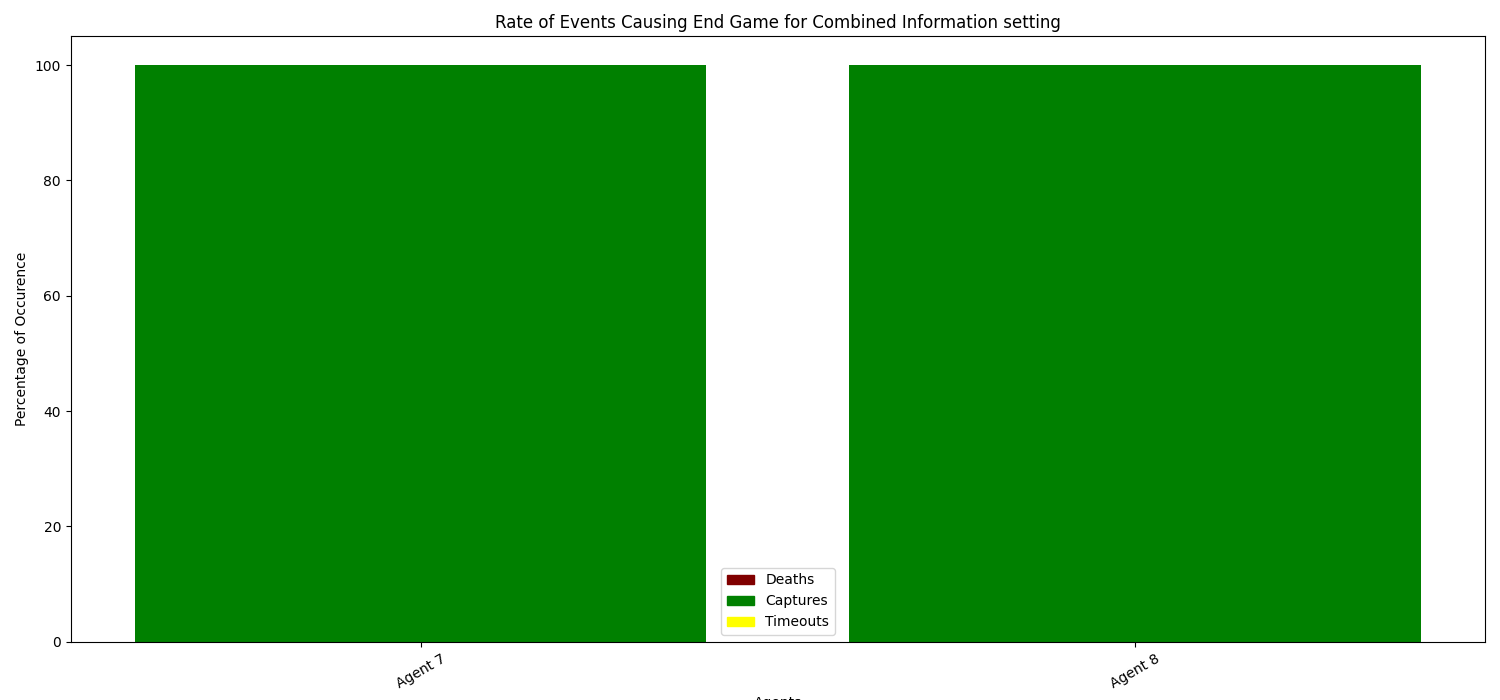 Rate of Events Causing End Game for Combined Information setting
100
80
60
40
20
0
Percentage of Occurence
Deaths
Captures
Timeouts
Agent 7
Agent 8
Agents